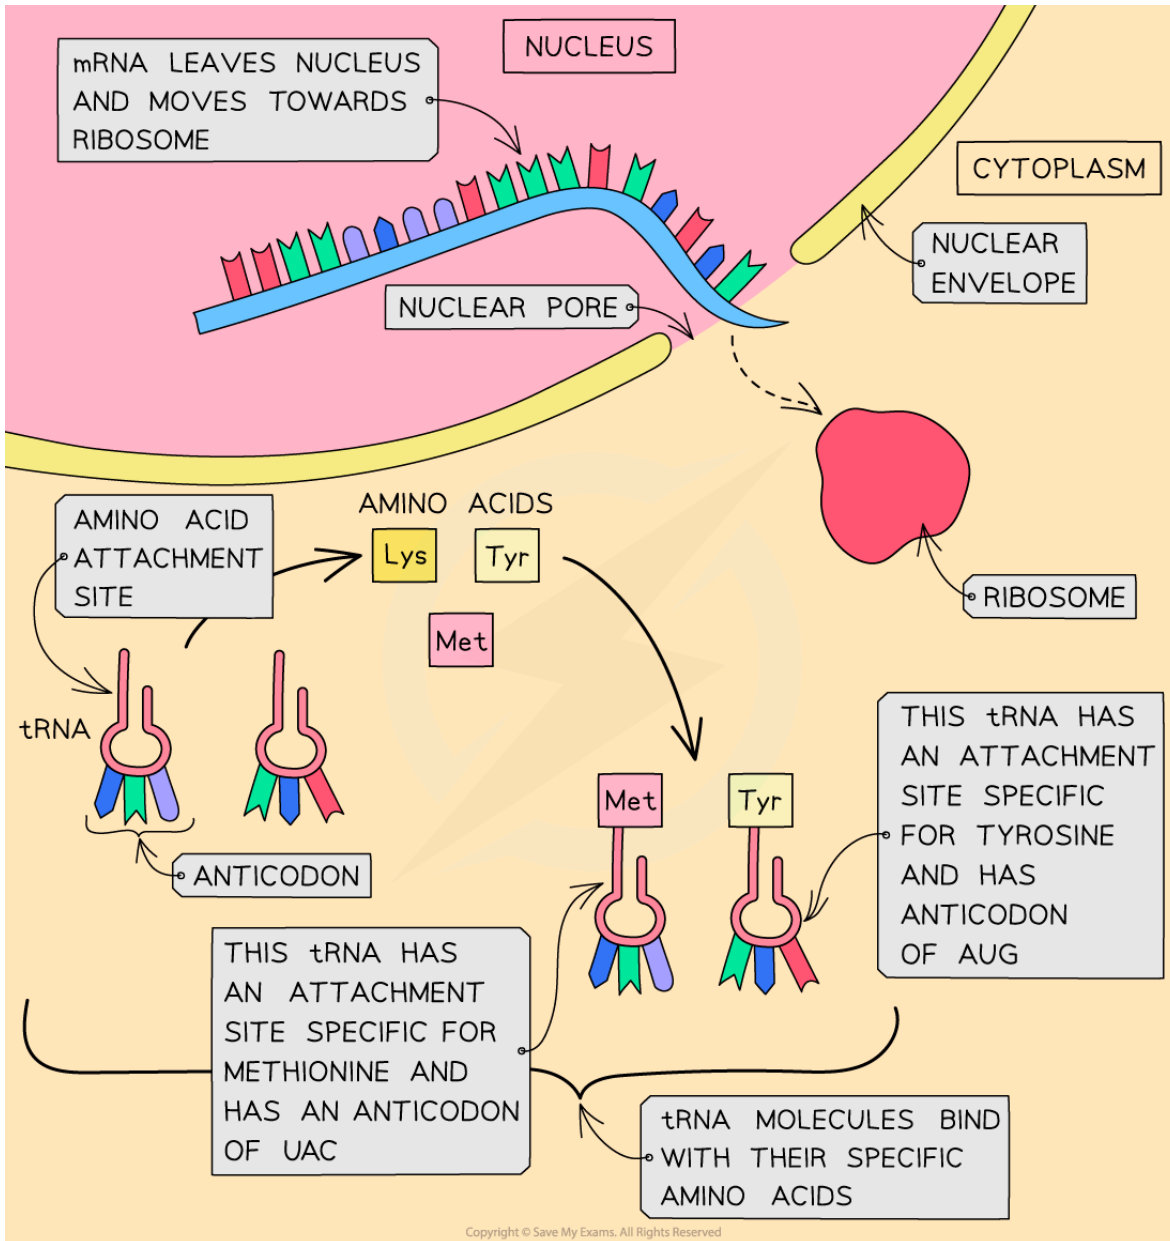 mRNA LEAVES NUCLEUS
AND MOVES TOWARDS
RIBOSOME
NUCLEUS
CYTOPLASM
NUCLEAR
ENVELOPE
NUCLEAR PORE
AMINO ACID
ATTACHMENT
SITE
AMINO ACIDS
Lys
Tyr
Met
RIBOSOME
tRNA
ANTICODON
Met
Tyr
THIS tRNA HAS
AN ATTACHMENT
SITE SPECIFIC
FOR TYROSINE
AND HAS
ANTICODON
OF AUG
THIS tRNA HAS
AN ATTACHMENT
SITE SPECIFIC FOR
METHIONINE AND
HAS AN ANTICODON
OF UAC
tRNA MOLECULES BIND
WITH THEIR SPECIFIC
AMINO ACIDS
Copyright © Save My Exams. All Rights Reserved